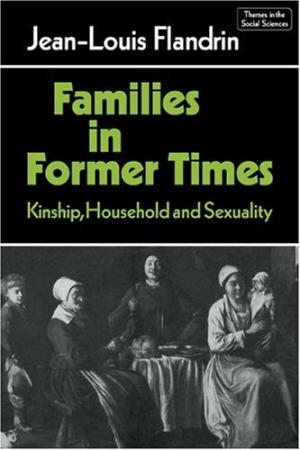 Themes in the
Social Sciences
Jean-Louis Flandrin
Families
in
Former Times
Kinship, Household and Sexuality